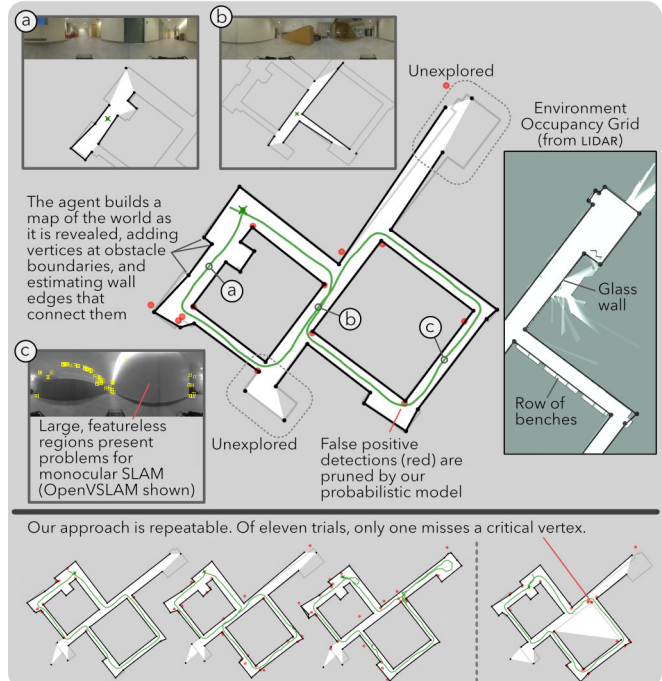 a
b
Unexplored
Environment
Occupancy Grid
(from LIDAR)
The agent builds a
map of the world as
it is revealed, adding
vertices at obstacle
boundaries, and
estimating wall
edges that
connect them
a
b
c
Glass
wall
Row of
benches
c
Large, featureless
regions present
problems for
monocular SLAM
(OpenVSLAM shown)
Unexplored
False positive
detections (red) are
pruned by our
probabilistic model
Our approach is repeatable. Of eleven trials, only one misses a critical vertex.